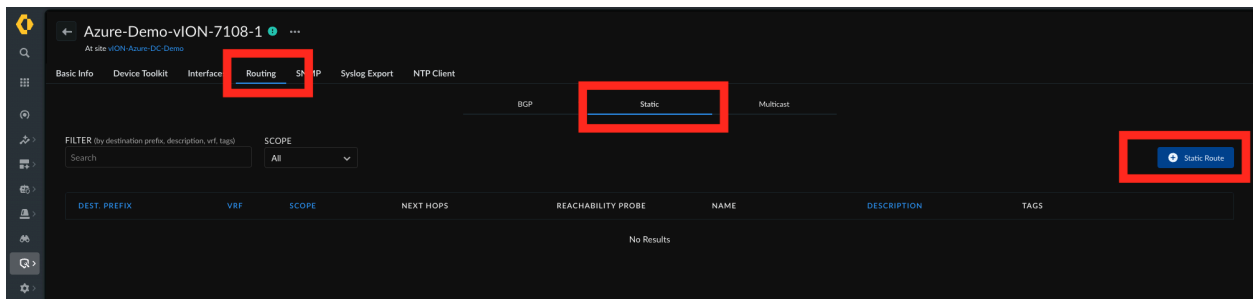 Azure-Demo-vION-7108-1
At site vION-Azure-DC-Demo
Basic Info Device Toolkit Interface Routing SNMP Syslog Export NTP Client
BGP Static Multicast
FILTER (by destination prefix, description, vrf, tags) SCOPE
Search All Static Route
DEST. PREFIX VRF SCOPE NEXT HOPS REACHABILITY PROBE NAME DESCRIPTION TAGS
No Results